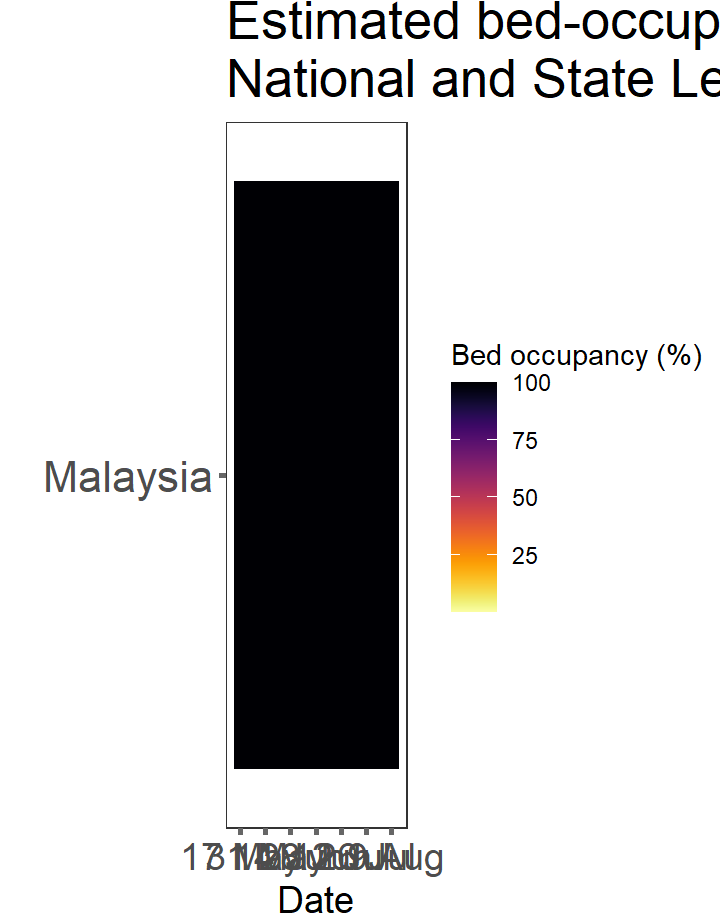 Estimated bed-occup
National and State Le
Bed occupancy (%)
100
75
50
25
Malaysia
Date